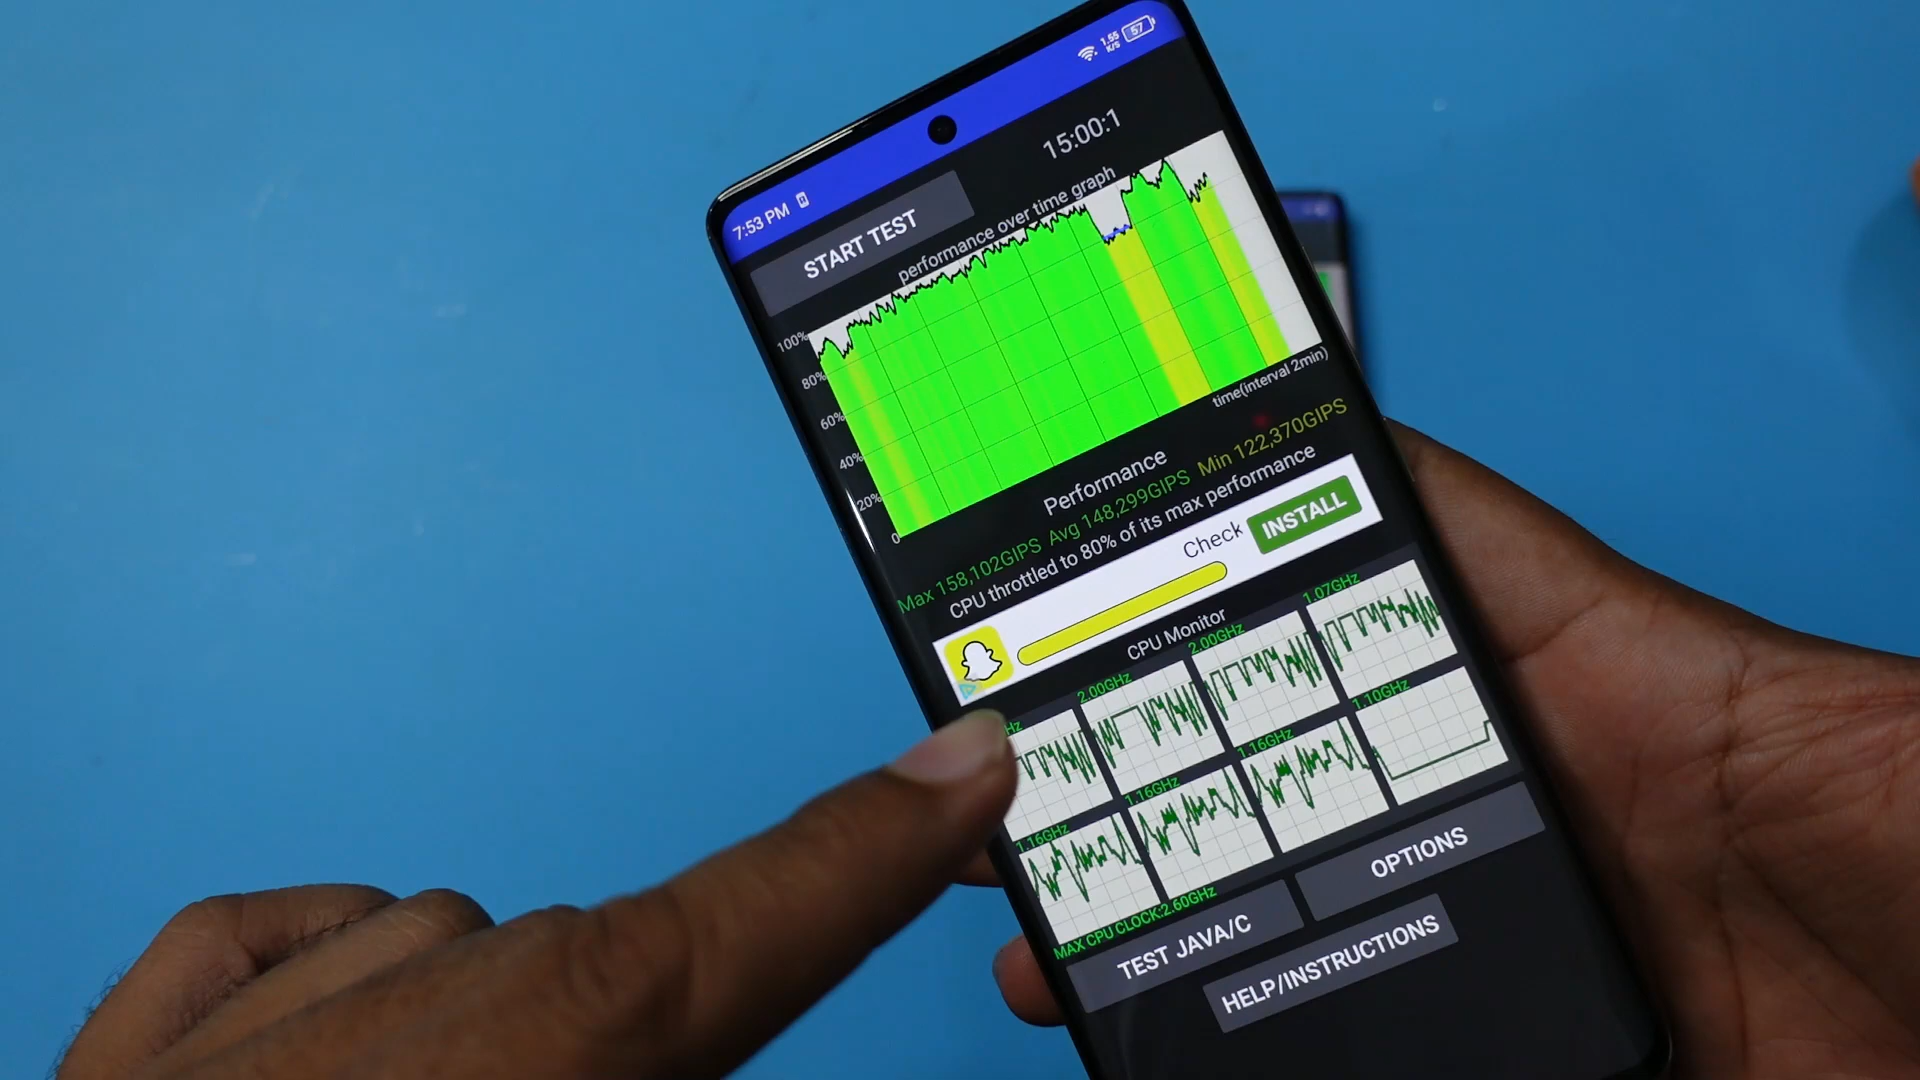 7:53 PM
1.55
K/S
57
START TEST
15:00:1
performance over time graph
100%
80%
60%
40%
20%
0
time(interval 2min)
Performance
Max 158,102GIPS Avg 148,299GIPS Min 122,370GIPS
CPU throttled to 80% of its max performance
Check
INSTALL
CPU Monitor
Hz
2.00GHz
2.00GHz
1.07GHz
1.16GHz
1.16GHz
1.16GHz
1.10GHz
MAX CPU CLOCK:2.60GHz
TEST JAVA/C
OPTIONS
HELP/INSTRUCTIONS